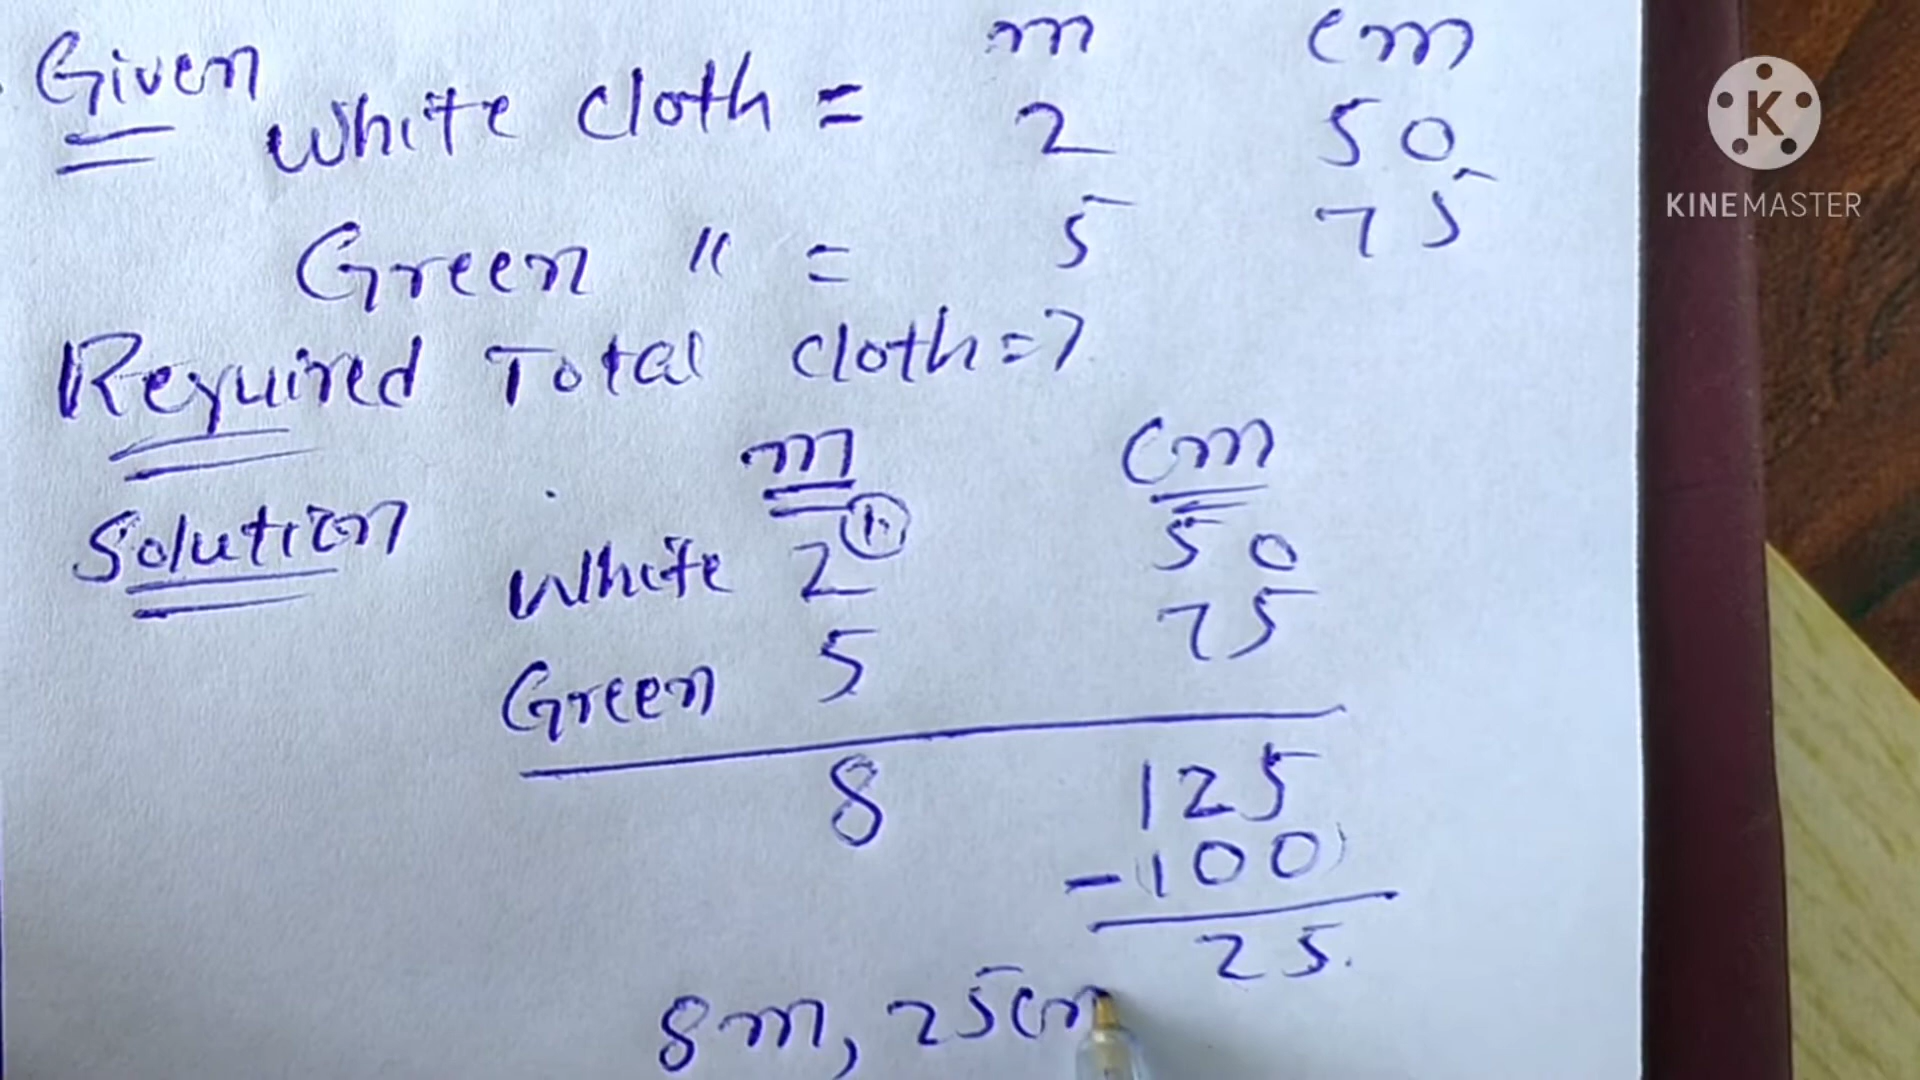 Given
m cm
White cloth = 2 50
Green " = 5 75
Required Total cloth = ?
m cm
Solution
White 2 1
50
Green 5 75
8 125
- 100
25.
8m, 25cm
K
KINEMASTER